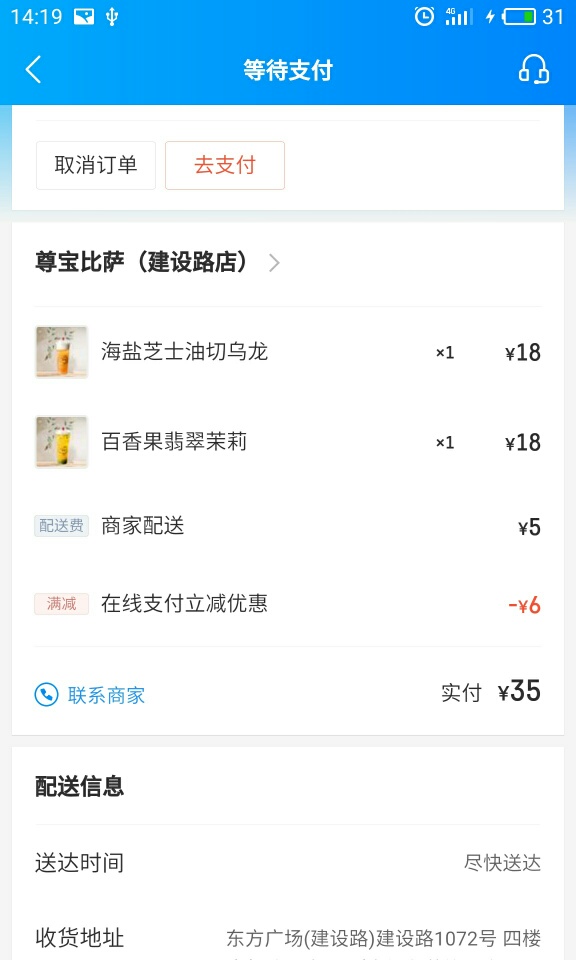 14:19 4G 31
等待支付
取消订单 去支付
尊宝比萨（建设路店）
海盐芝士油切乌龙 ×1 ¥18
百香果翡翠茉莉 ×1 ¥18
配送费 商家配送 ¥5
满减 在线支付立减优惠 -¥6
联系商家 实付 ¥35
配送信息
送达时间 尽快送达
收货地址 东方广场(建设路)建设路1072号 四楼